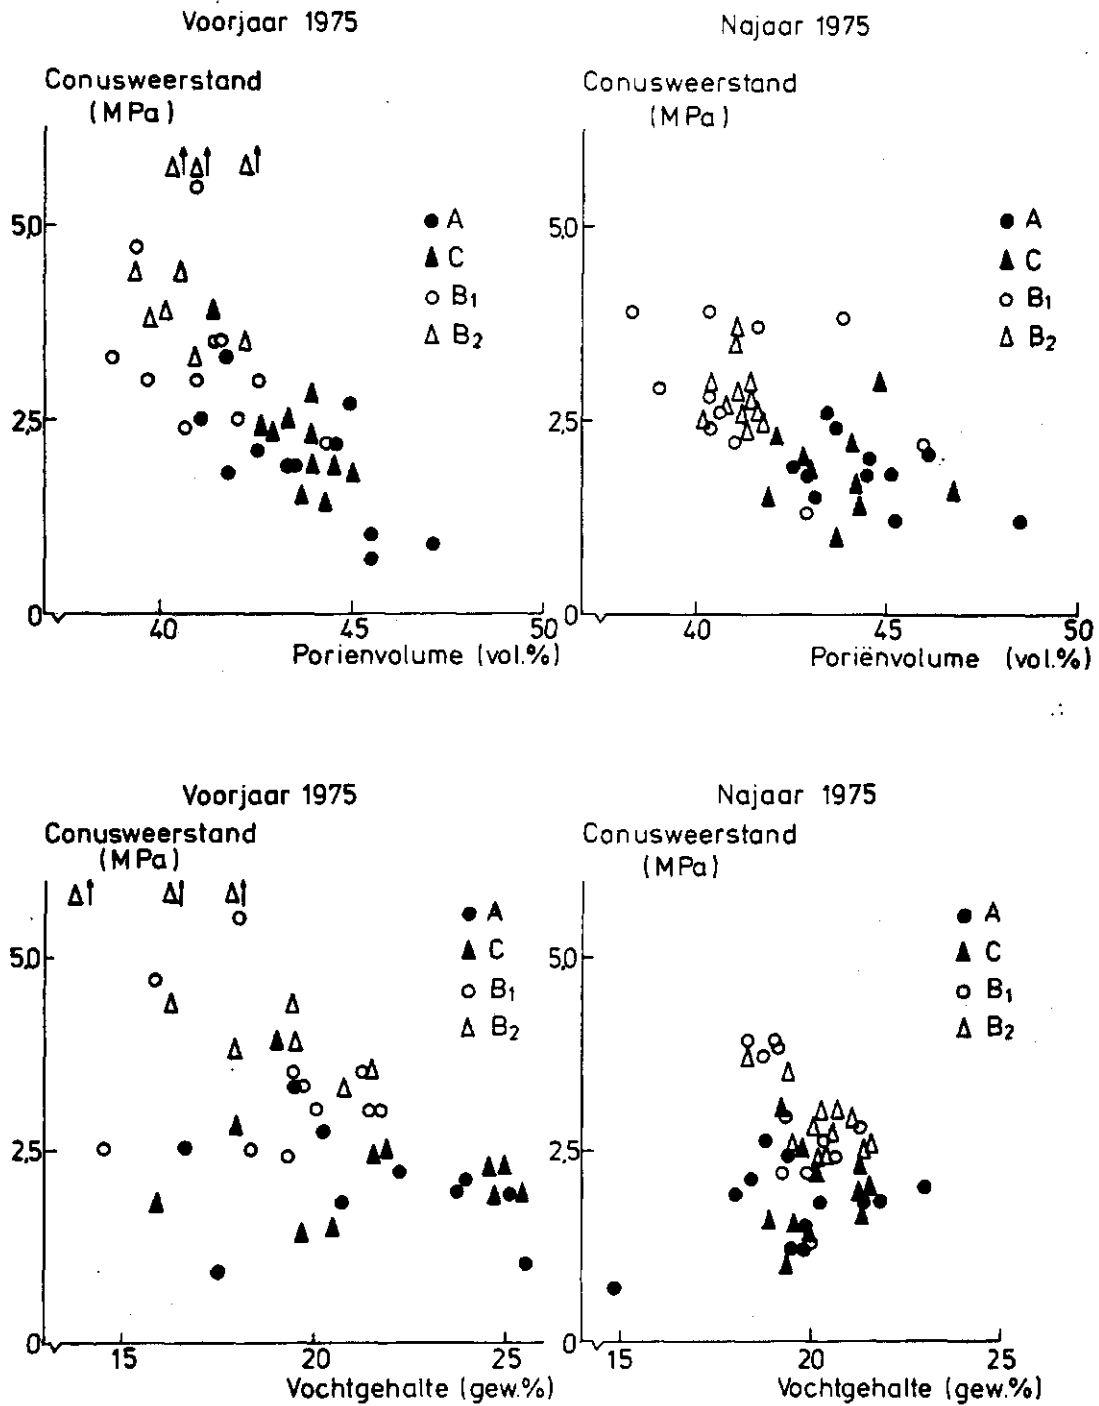 Voorjaar 1975
Conusweerstand
(MPa)
5,0
2,5
0
A
C
B1
B2
40 45 50
Poriënvolume (vol.%)
Najaar 1975
Conusweerstand
(MPa)
5,0
2,5
0
A
C
B1
B2
40 45 50
Poriënvolume (vol.%)
Voorjaar 1975
Conusweerstand
(MPa)
5,0
2,5
0
A
C
B1
B2
15 20 25
Vochtgehalte (gew.%)
Najaar 1975
Conusweerstand
(MPa)
5,0
2,5
0
A
C
B1
B2
15 20 25
Vochtgehalte (gew.%)